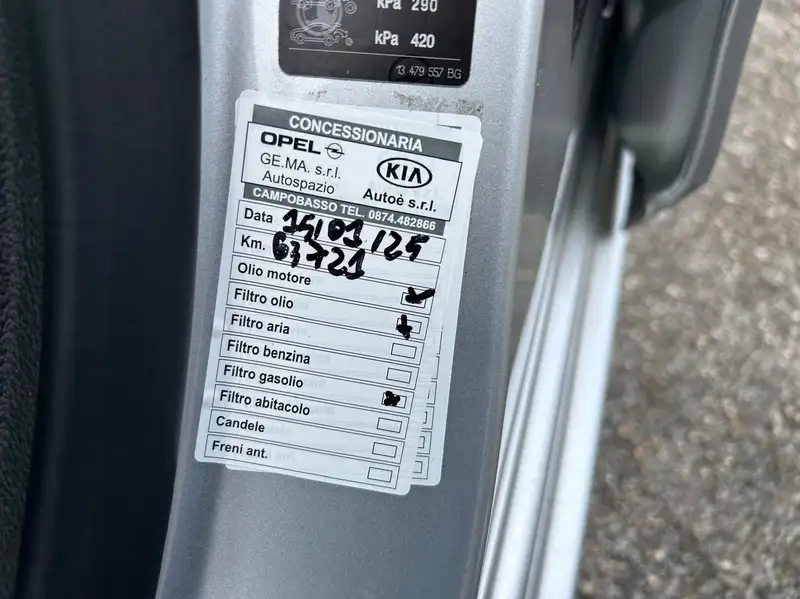 kPa 290
kPa 420
13 479 557 BG
CONCESSIONARIA
OPEL
GE.MA. s.r.l.
Autospazio
KIA
Autoè s.r.l.
CAMPOBASSO TEL. 0874.482866
Data 15/01/25
Km. 63721
Olio motore
Filtro olio
Filtro aria
Filtro benzina
Filtro gasolio
Filtro abitacolo
Candele
Freni ant.